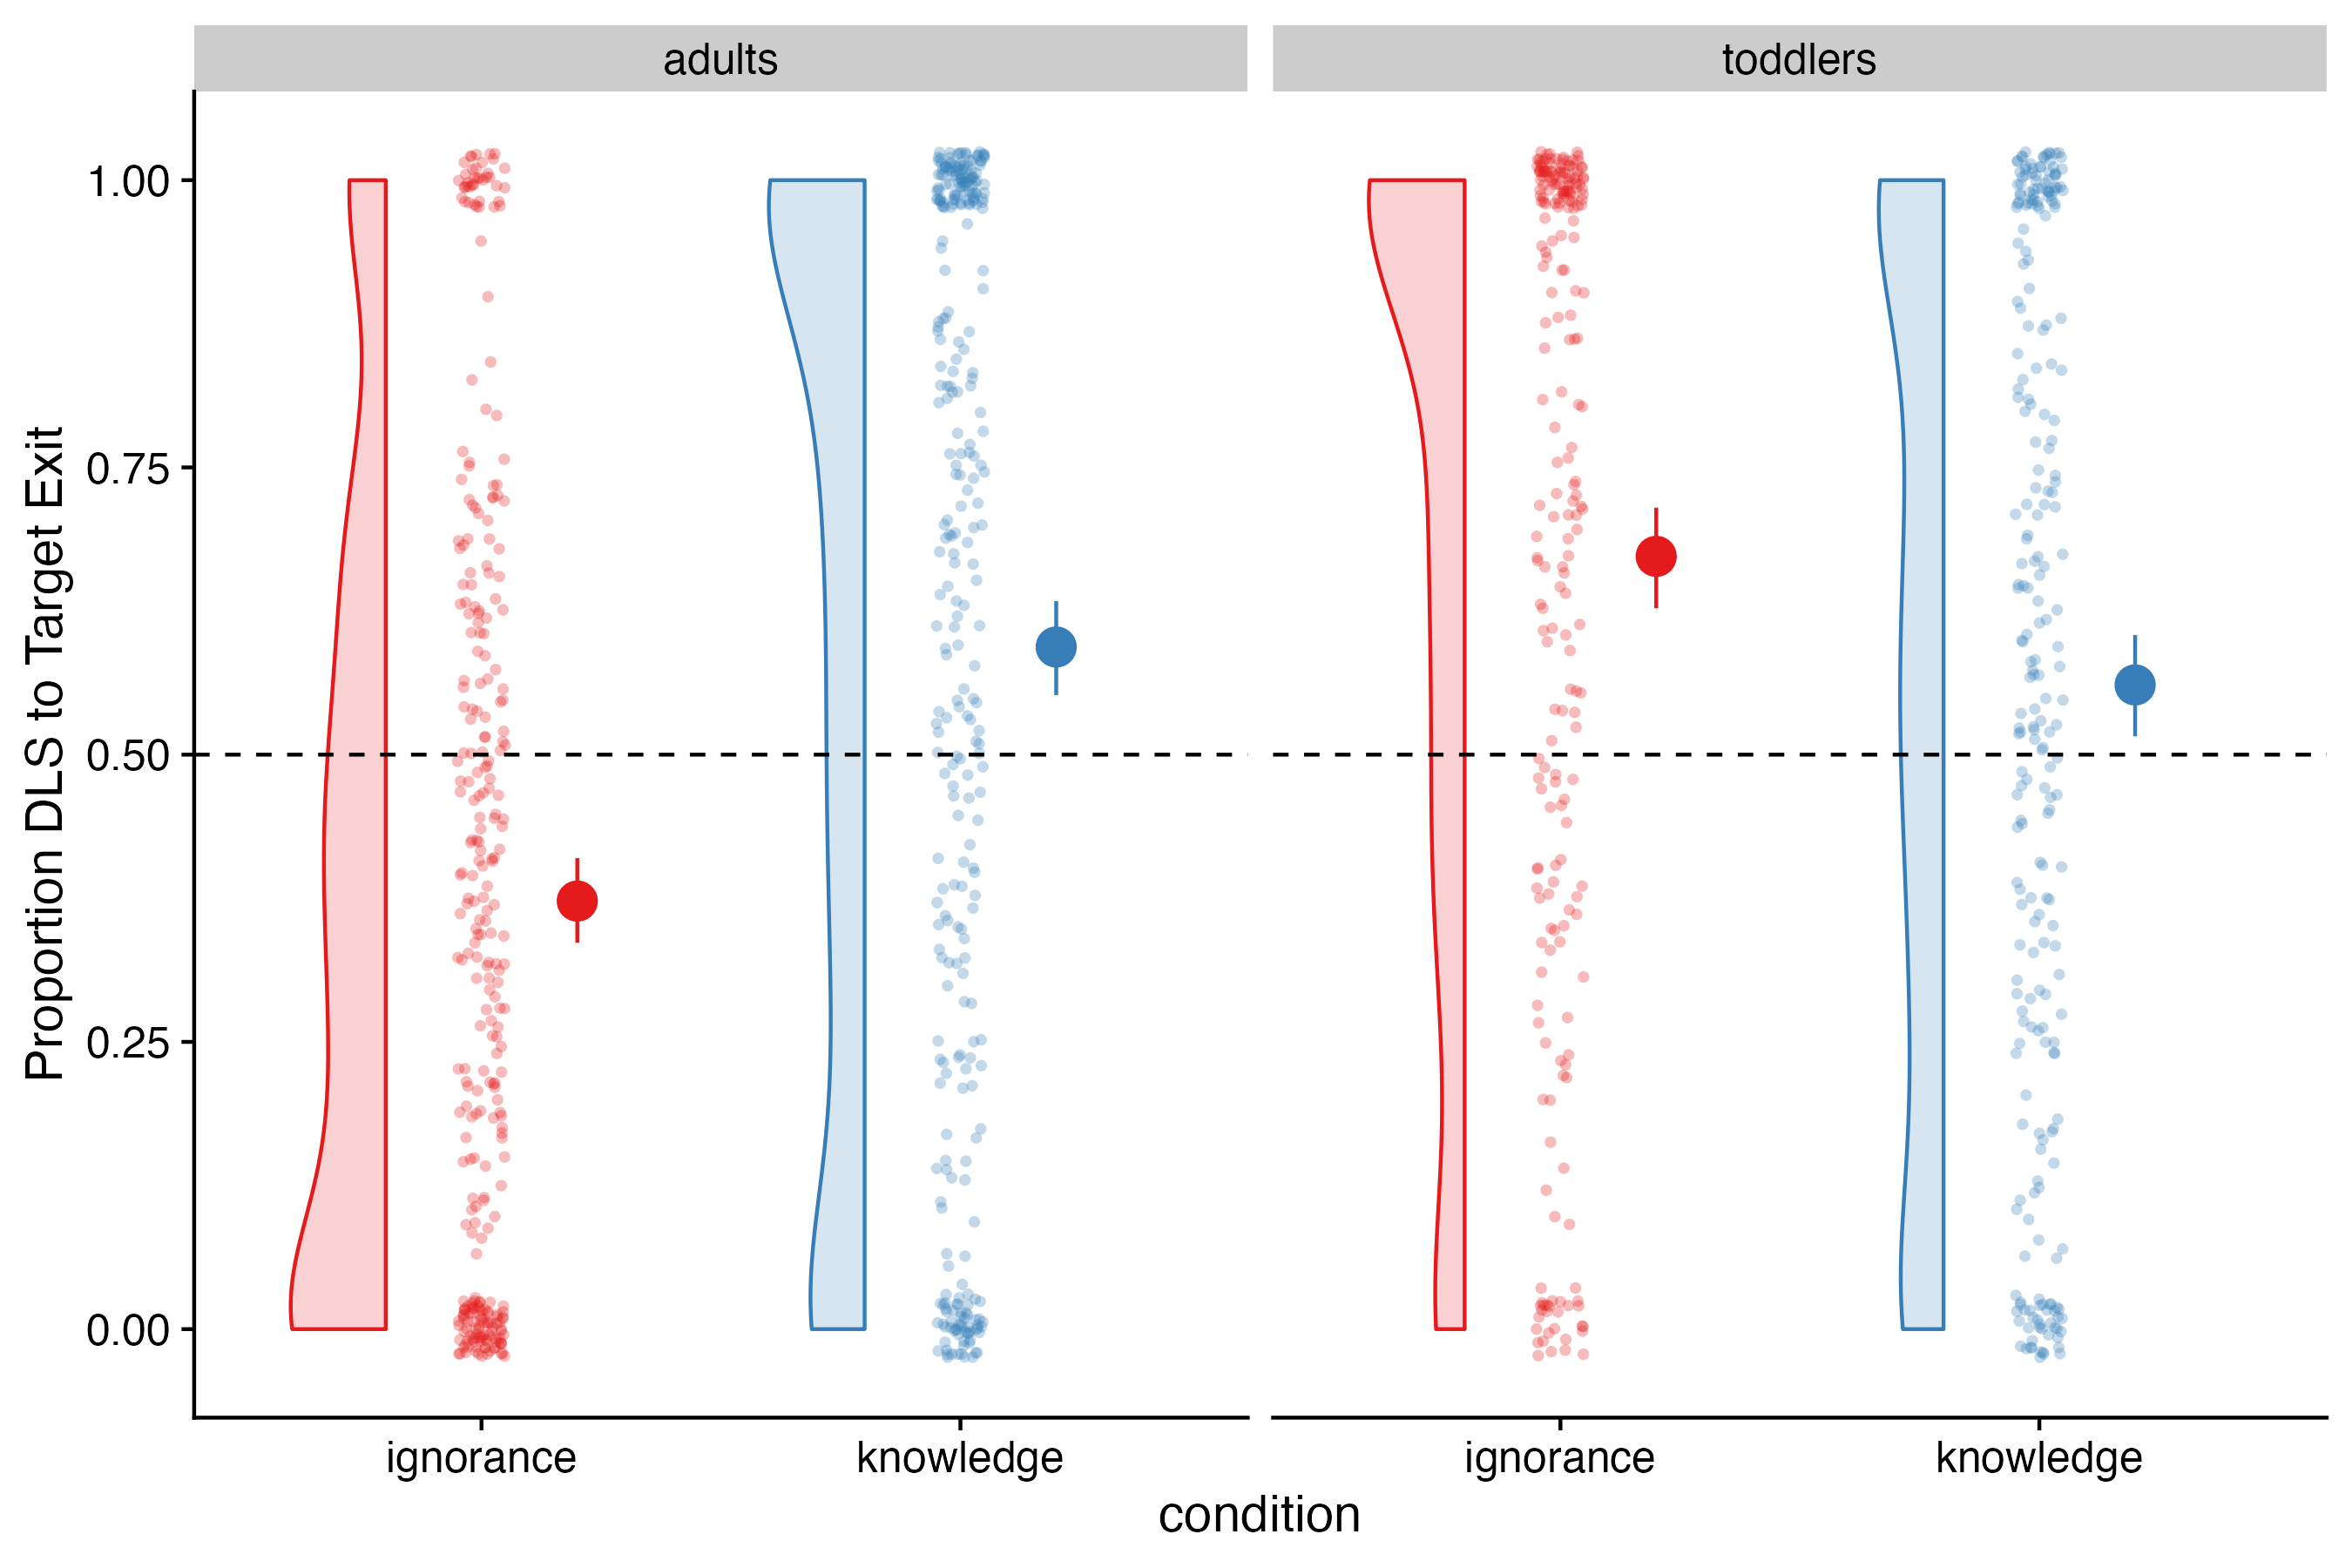 adults
toddlers
Proportion DLS to Target Exit
1.00
0.75
0.50
0.25
0.00
ignorance
knowledge
ignorance
knowledge
condition